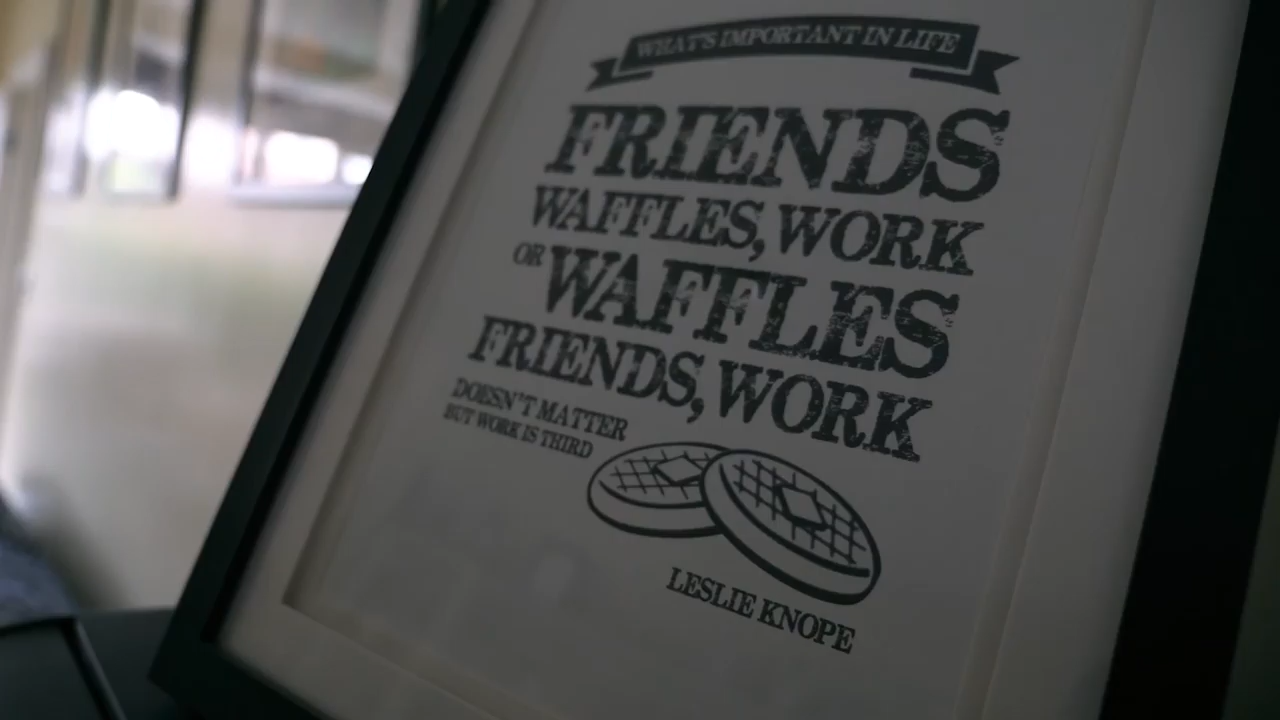 WHAT'S IMPORTANT IN LIFE
FRIENDS
WAFFLES, WORK
OR WAFFLES
FRIENDS, WORK
DOESN'T MATTER
BUT WORK IS THIRD
LESLIE KNOPE